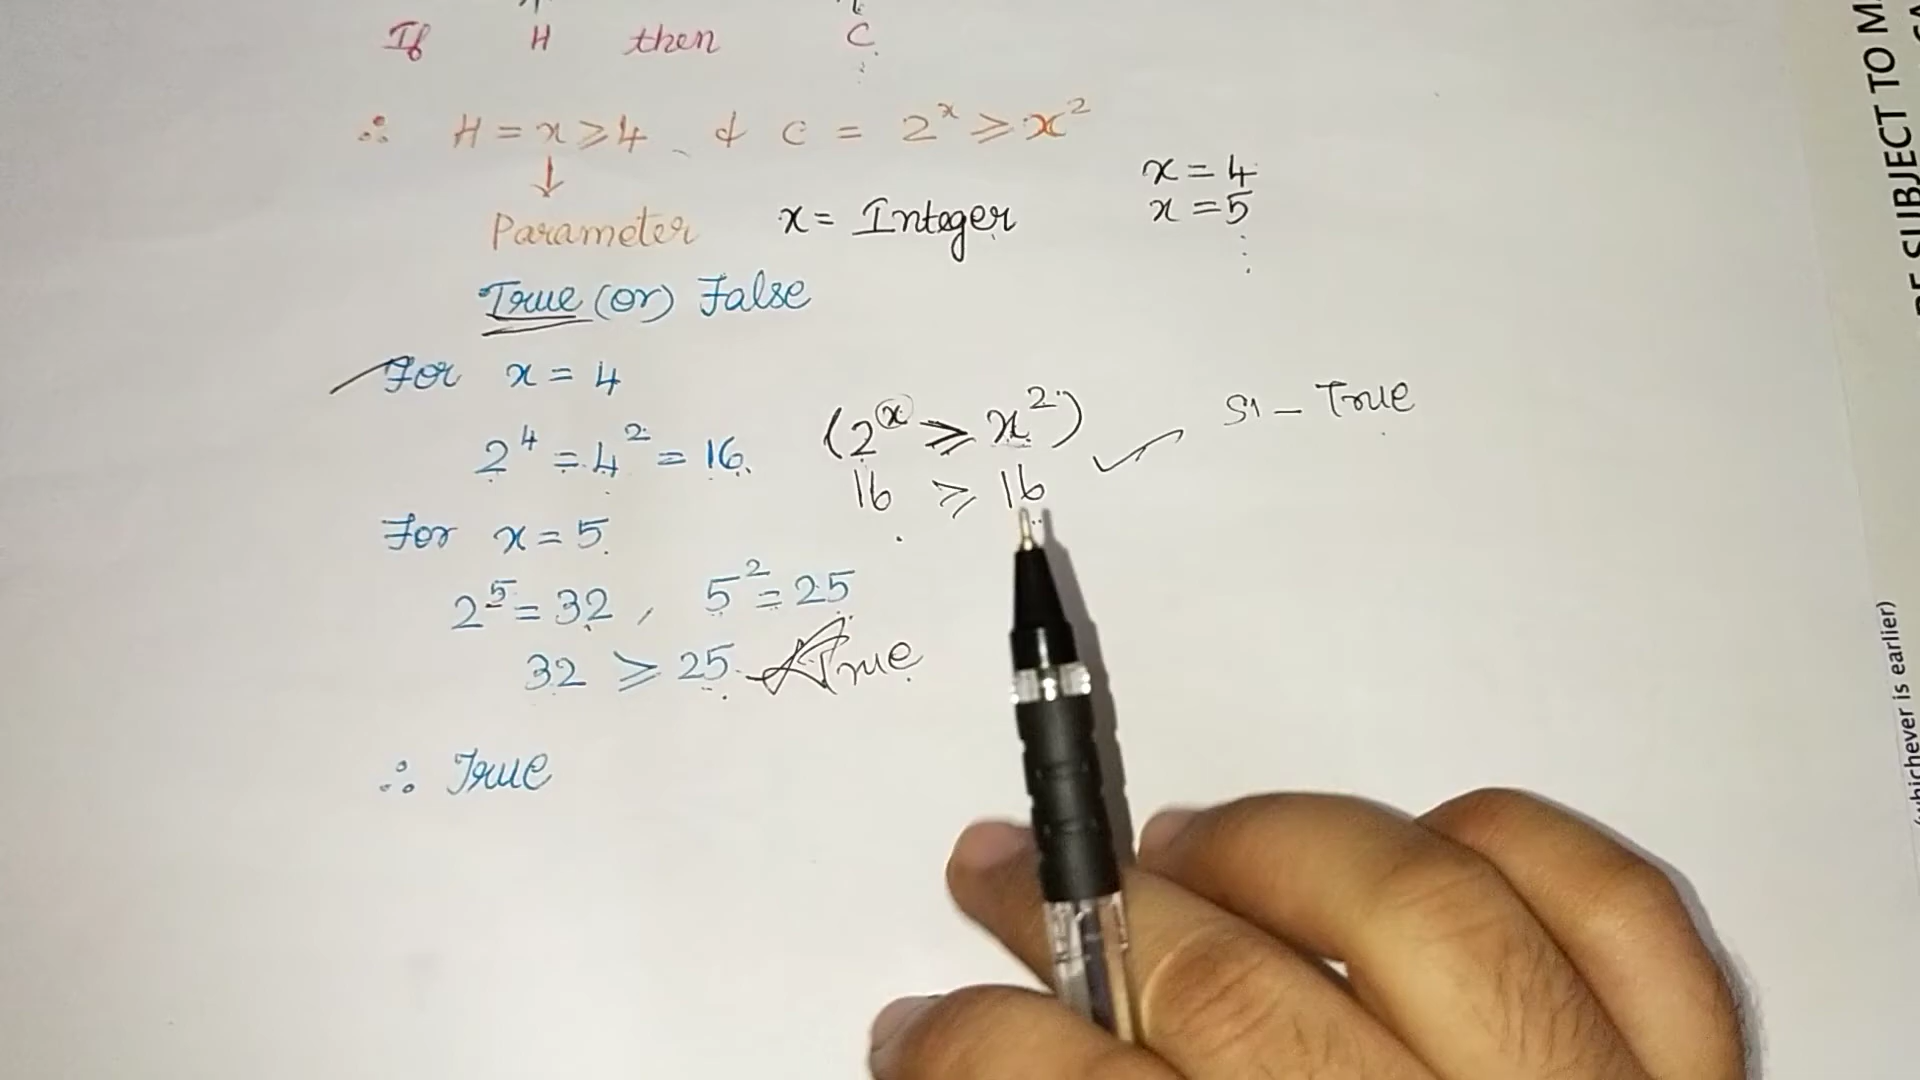 If H then C
∴ H = x ≥ 4 & C = 2^x ≥ x^2
x = 4
Parameter x = Integer x = 5
True (or) False
For x = 4
(2^x ≥ x^2) S1 - True
2^4 = 4^2 = 16
16 ≥ 16
For x = 5
2^5 = 32, 5^2 = 25
32 ≥ 25 True
∴ True
BE SUBJECT TO M
(whichever is earlier)